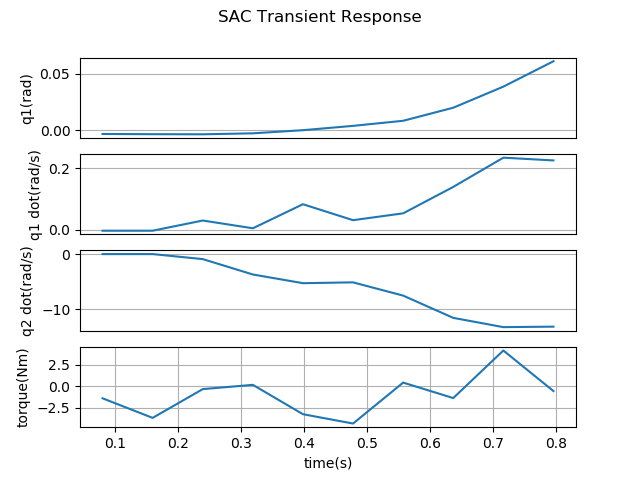 SAC Transient Response
q1(rad)
0.05
0.00
q1 dot(rad/s)
0.2
0.0
q2 dot(rad/s)
0
−10
torque(Nm)
2.5
0.0
−2.5
0.1 0.2 0.3 0.4 0.5 0.6 0.7 0.8
time(s)